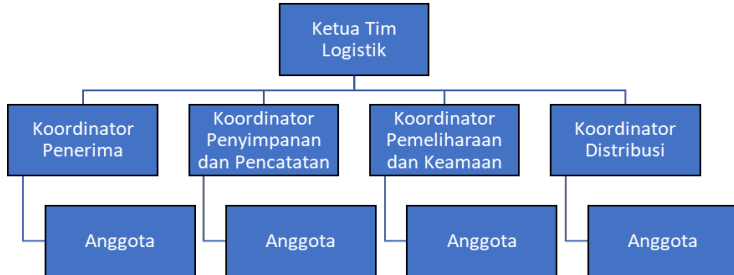 Ketua Tim
Logistik
Koordinator
Penerima
Koordinator
Penyimpanan
dan Pencatatan
Koordinator
Pemeliharaan
dan Keamaan
Koordinator
Distribusi
Anggota
Anggota
Anggota
Anggota